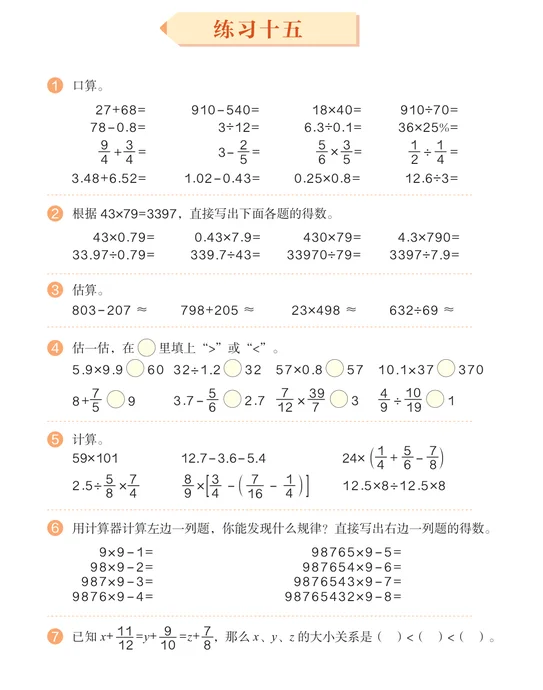 练习十五
1 口算。
27+68= 910-540= 18×40= 910÷70=
78-0.8= 3÷12= 6.3÷0.1= 36×25%=
9/4+3/4= 3-2/5= 5/6×3/5= 1/2÷1/4=
3.48+6.52= 1.02-0.43= 0.25×0.8= 12.6÷3=
2 根据 43×79=3397，直接写出下面各题的得数。
43×0.79= 0.43×7.9= 430×79= 4.3×790=
33.97÷0.79= 339.7÷43= 33970÷79= 3397÷7.9=
3 估算。
803-207≈ 798+205≈ 23×498≈ 632÷69≈
4 估一估，在○里填上“>”或“<”。
5.9×9.9○60 32÷1.2○32 57×0.8○57 10.1×37○370
8+7/5○9 3.7-5/6○2.7 7/12×39/7○3 4/9÷10/19○1
5 计算。
59×101 12.7-3.6-5.4 24×(1/4+5/6-7/8)
2.5÷5/8×7/4 8/9×[3/4-(7/16-1/4)] 12.5×8÷12.5×8
6 用计算器计算左边一列题，你能发现什么规律？直接写出右边一列题的得数。
9×9-1= 98765×9-5=
98×9-2= 987654×9-6=
987×9-3= 9876543×9-7=
9876×9-4= 98765432×9-8=
7 已知 x+11/12=y+9/10=z+7/8，那么 x、y、z 的大小关系是（ ）<（ ）<（ ）。